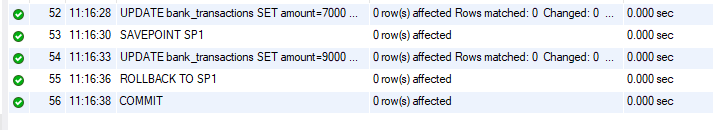 52 11:16:28 UPDATE bank_transactions SET amount=7000 ... 0 row(s) affected Rows matched: 0 Changed: 0 ... 0.000 sec
53 11:16:30 SAVEPOINT SP1 0 row(s) affected 0.000 sec
54 11:16:33 UPDATE bank_transactions SET amount=9000 ... 0 row(s) affected Rows matched: 0 Changed: 0 ... 0.000 sec
55 11:16:36 ROLLBACK TO SP1 0 row(s) affected 0.000 sec
56 11:16:38 COMMIT 0 row(s) affected 0.000 sec